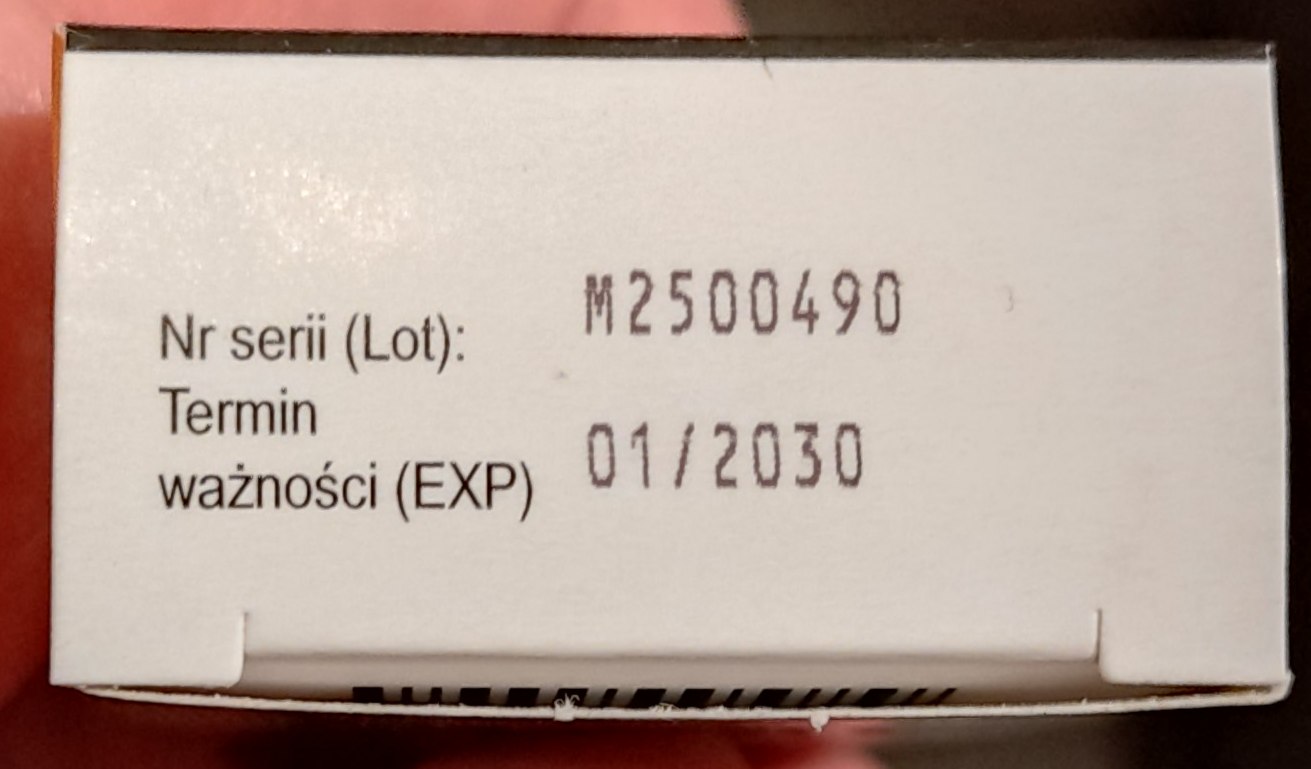 Nr serii (Lot): M2500490
Termin
ważności (EXP) 01/2030